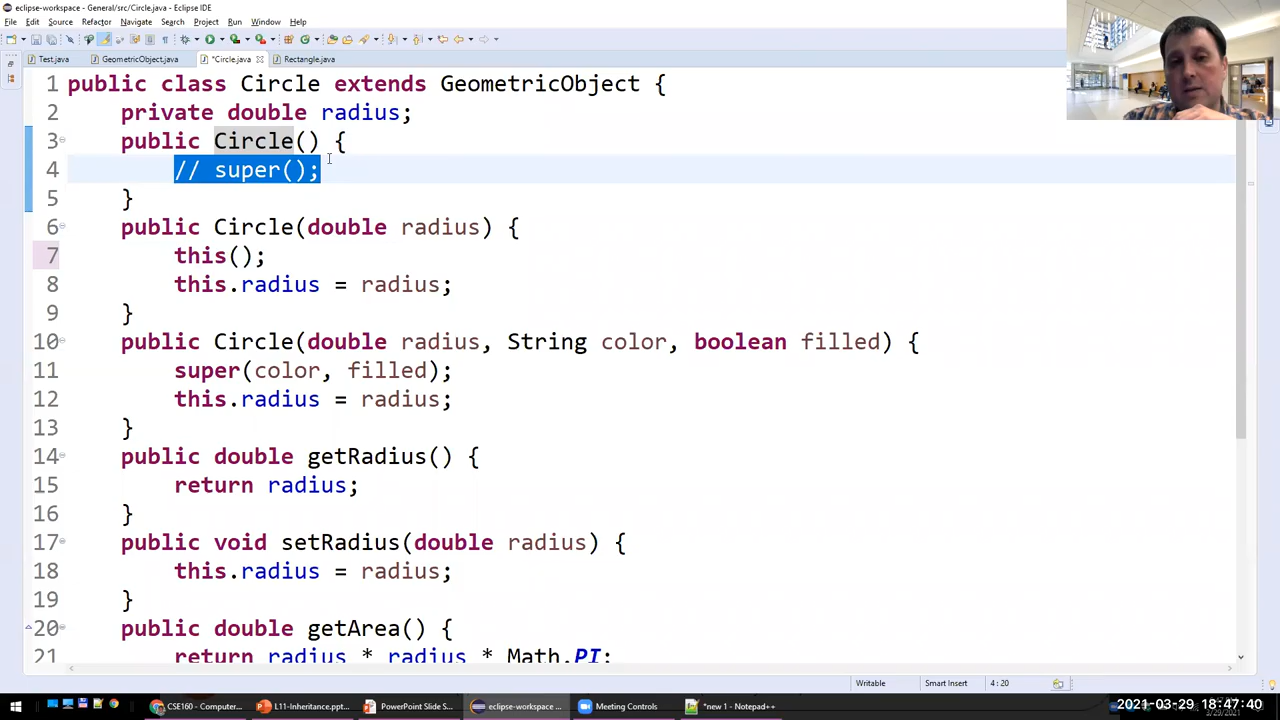 eclipse-workspace - General/src/Circle.java - Eclipse IDE
File Edit Source Refactor Navigate Search Project Run Window Help
Test.java GeometricObject.java *Circle.java Rectangle.java
1 public class Circle extends GeometricObject {
2 private double radius;
3 public Circle() {
4 // super();
5 }
6 public Circle(double radius) {
7 this();
8 this.radius = radius;
9 }
10 public Circle(double radius, String color, boolean filled) {
11 super(color, filled);
12 this.radius = radius;
13 }
14 public double getRadius() {
15 return radius;
16 }
17 public void setRadius(double radius) {
18 this.radius = radius;
19 }
20 public double getArea() {
21 return radius * radius * Math.PI;
Writable Smart Insert 4 : 20
CSE160 - Computer... L11-Inheritance.ppt... PowerPoint Slide S... eclipse-workspace ... Meeting Controls *new 1 - Notepad++
2021-03-29 18:47:40